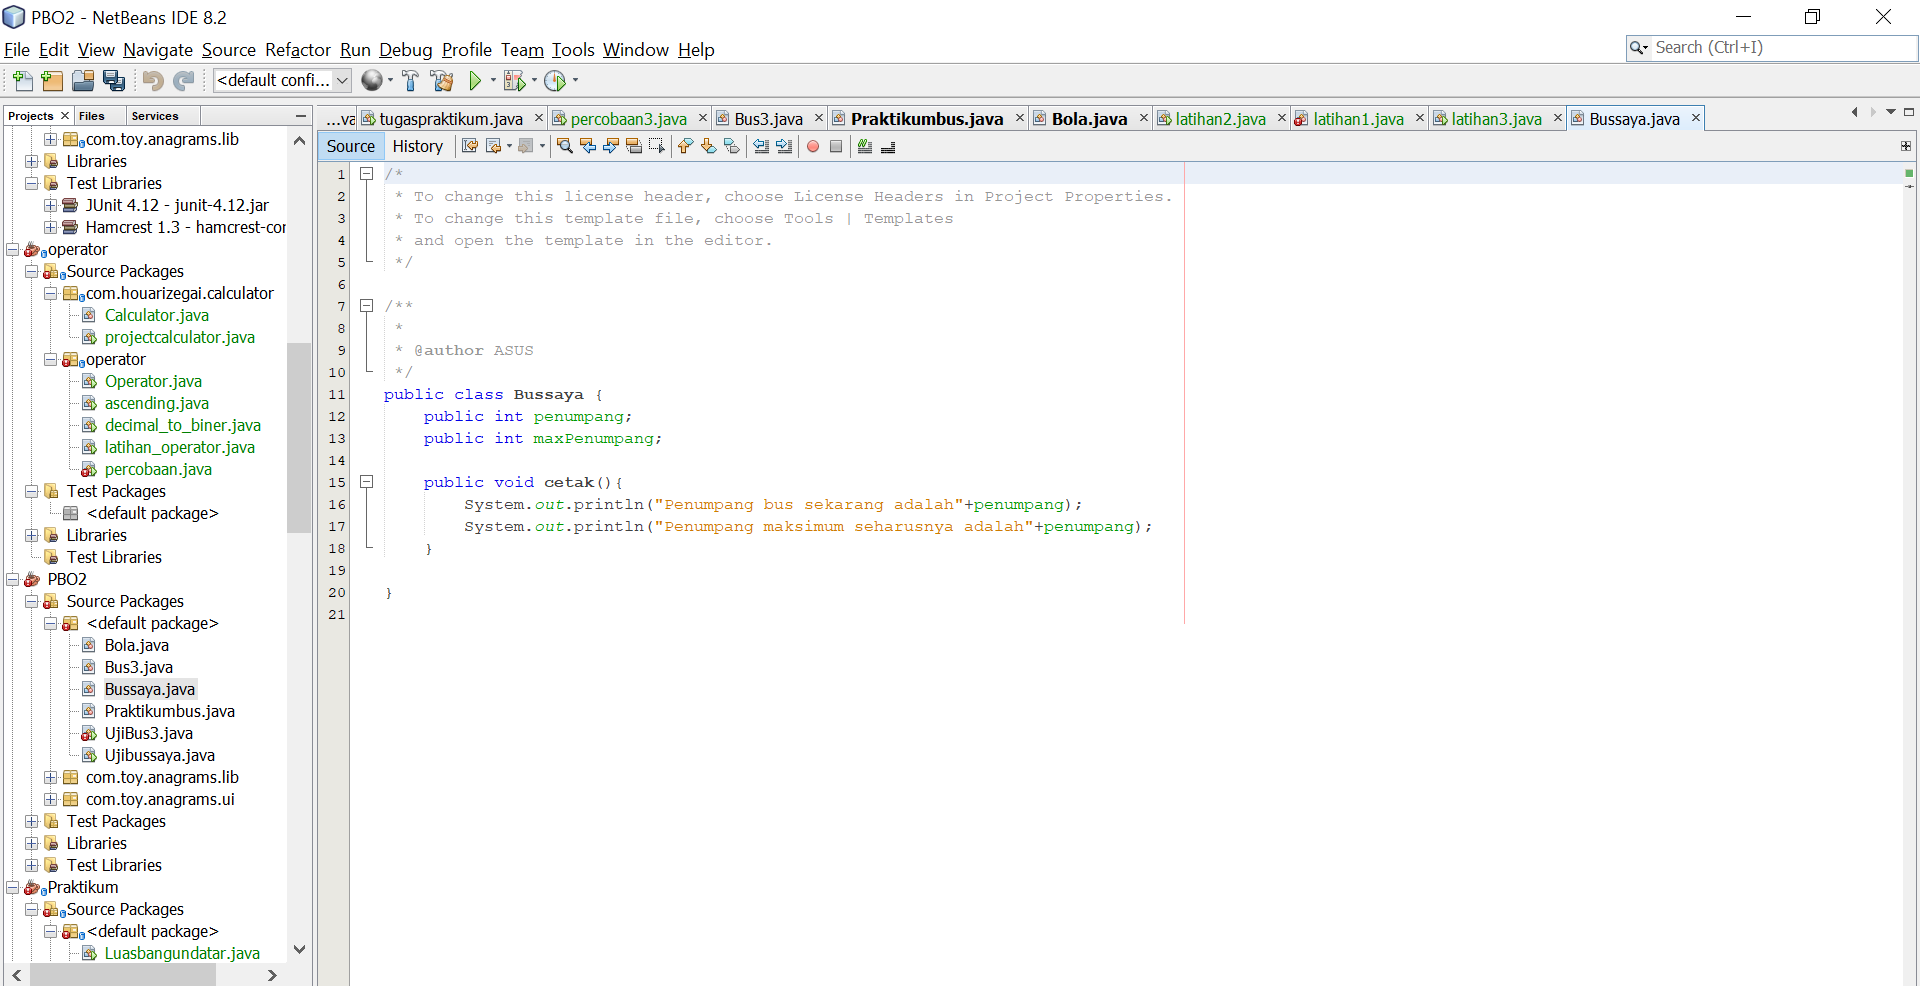 PBO2 - NetBeans IDE 8.2
File Edit View Navigate Source Refactor Run Debug Profile Team Tools Window Help
Search (Ctrl+I)
<default confi...
Projects Files Services
com.toy.anagrams.lib
Libraries
Test Libraries
JUnit 4.12 - junit-4.12.jar
Hamcrest 1.3 - hamcrest-cor
operator
Source Packages
com.houarizegai.calculator
Calculator.java
projectcalculator.java
operator
Operator.java
ascending.java
decimal_to_biner.java
latihan_operator.java
percobaan.java
Test Packages
<default package>
Libraries
Test Libraries
PBO2
Source Packages
<default package>
Bola.java
Bus3.java
Bussaya.java
Praktikumbus.java
UjiBus3.java
Ujibussaya.java
com.toy.anagrams.lib
com.toy.anagrams.ui
Test Packages
Libraries
Test Libraries
Praktikum
Source Packages
<default package>
Luasbangundatar.java
...va tugaspraktikum.java percobaan3.java Bus3.java Praktikumbus.java Bola.java latihan2.java latihan1.java latihan3.java Bussaya.java
Source History
1 /*
2 * To change this license header, choose License Headers in Project Properties.
3 * To change this template file, choose Tools | Templates
4 * and open the template in the editor.
5 */
6
7 /**
8 *
9 * @author ASUS
10 */
11 public class Bussaya {
12 public int penumpang;
13 public int maxPenumpang;
14
15 public void cetak(){
16 System.out.println("Penumpang bus sekarang adalah"+penumpang);
17 System.out.println("Penumpang maksimum seharusnya adalah"+penumpang);
18 }
19
20 }
21